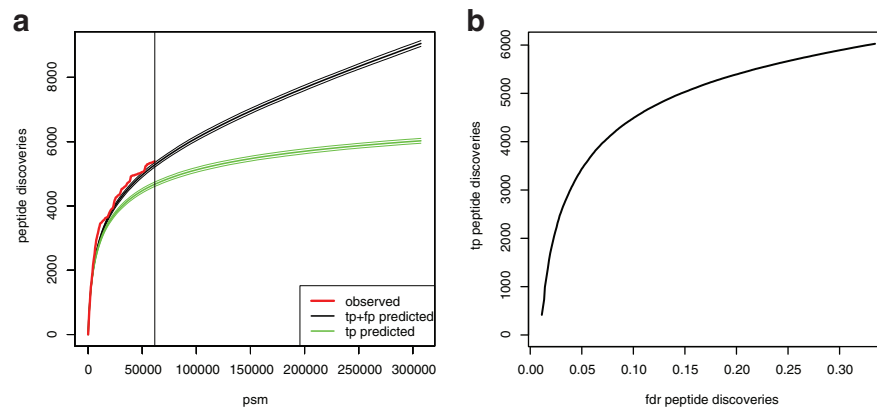 a
peptide discoveries
0 2000 4000 6000 8000
observed
tp+fp predicted
tp predicted
0 50000 100000 150000 200000 250000 300000
psm
b
tp peptide discoveries
0 1000 2000 3000 4000 5000 6000
0.00 0.05 0.10 0.15 0.20 0.25 0.30
fdr peptide discoveries